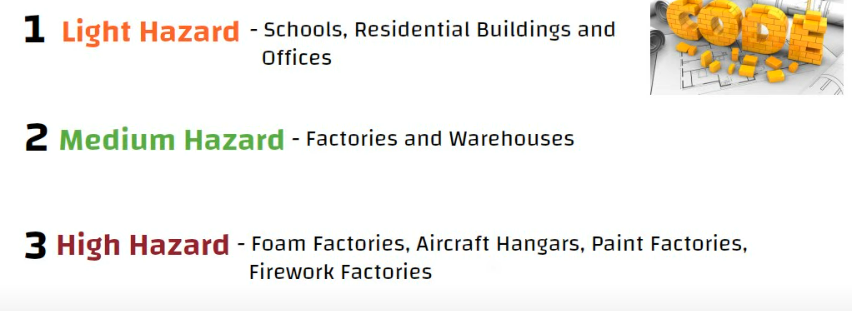 CODE
1 Light Hazard - Schools, Residential Buildings and
Offices
2 Medium Hazard - Factories and Warehouses
3 High Hazard - Foam Factories, Aircraft Hangars, Paint Factories,
Firework Factories